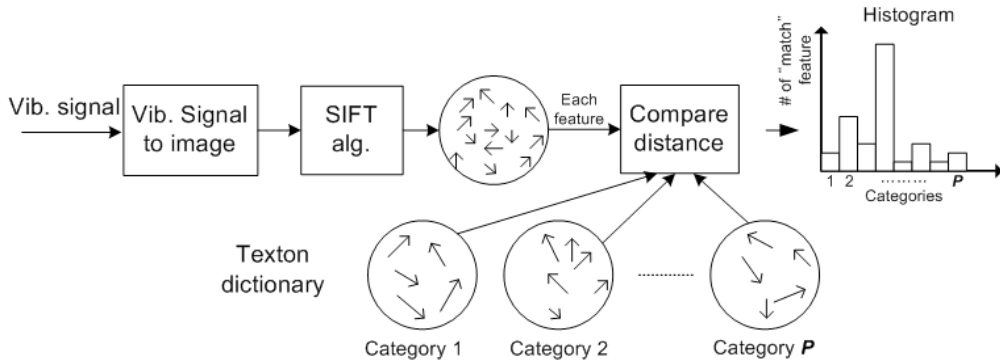 Vib. signal
Vib. Signal
to image
SIFT
alg.
Each
feature
Compare
distance
Histogram
# of "match"
feature
1 2 ……… P
Categories
Texton
dictionary
Category 1
Category 2
Category P